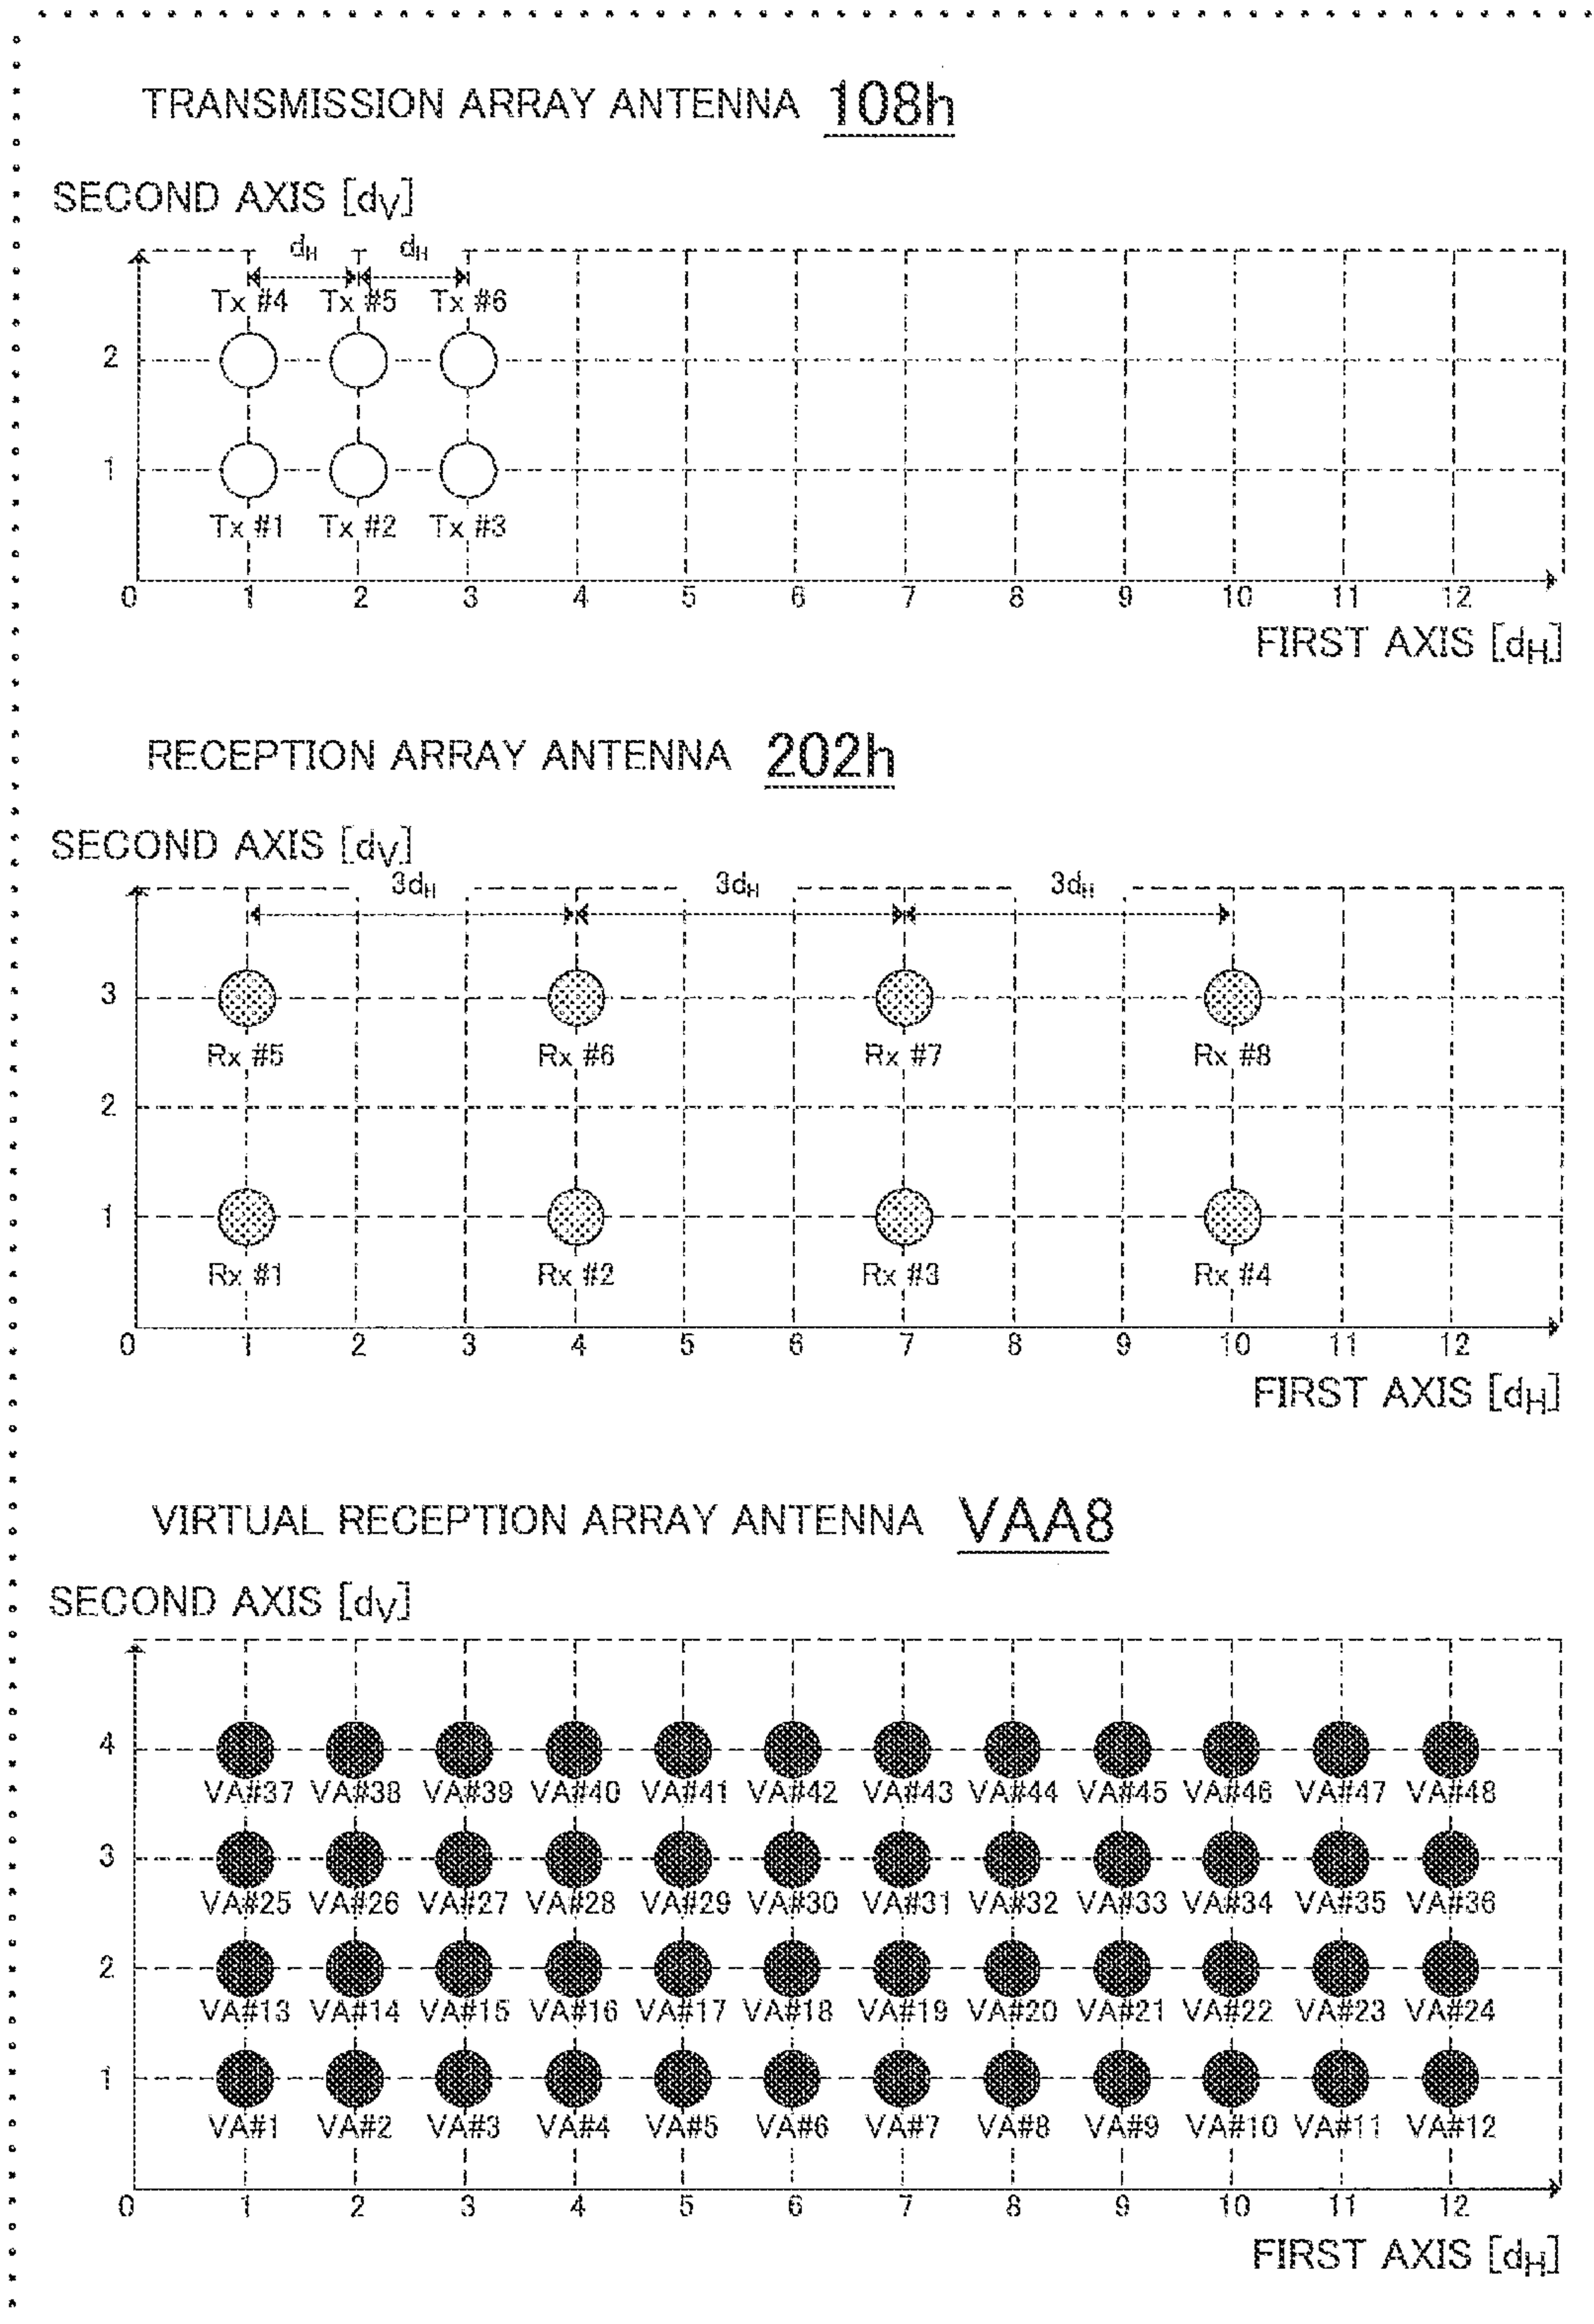 TRANSMISSION ARRAY ANTENNA 108h
SECOND AXIS [dV]
dH dH
Tx #4 Tx #5 Tx #6
2
1
Tx #1 Tx #2 Tx #3
0 1 2 3 4 5 6 7 8 9 10 11 12
FIRST AXIS [dH]
RECEPTION ARRAY ANTENNA 202h
SECOND AXIS [dV]
3dH 3dH 3dH
3
Rx #5 Rx #6 Rx #7 Rx #8
2
1
Rx #1 Rx #2 Rx #3 Rx #4
0 1 2 3 4 5 6 7 8 9 10 11 12
FIRST AXIS [dH]
VIRTUAL RECEPTION ARRAY ANTENNA VAA8
SECOND AXIS [dV]
4
VA#37 VA#38 VA#39 VA#40 VA#41 VA#42 VA#43 VA#44 VA#45 VA#46 VA#47 VA#48
3
VA#25 VA#26 VA#27 VA#28 VA#29 VA#30 VA#31 VA#32 VA#33 VA#34 VA#35 VA#36
2
VA#13 VA#14 VA#15 VA#16 VA#17 VA#18 VA#19 VA#20 VA#21 VA#22 VA#23 VA#24
1
VA#1 VA#2 VA#3 VA#4 VA#5 VA#6 VA#7 VA#8 VA#9 VA#10 VA#11 VA#12
0 1 2 3 4 5 6 7 8 9 10 11 12
FIRST AXIS [dH]